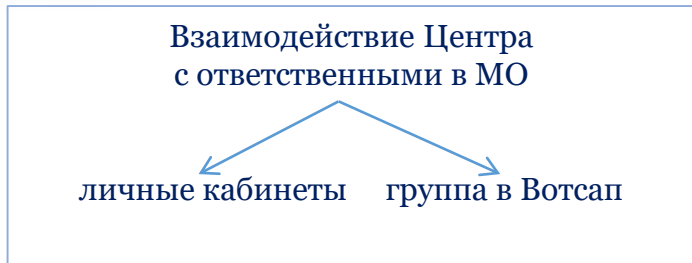 Взаимодействие Центра
с ответственными в МО
личные кабинеты группа в Вотсап